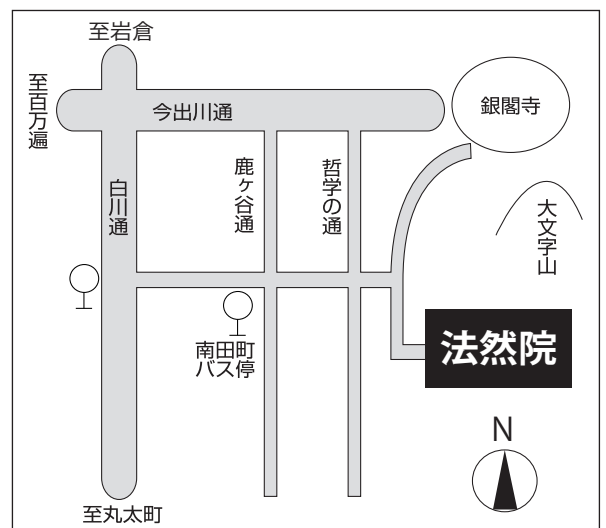 至岩倉
至百万遍
今出川通
銀閣寺
白川通
鹿ヶ谷通
哲学の通
大文字山
南田町
バス停
法然院
N
至丸太町